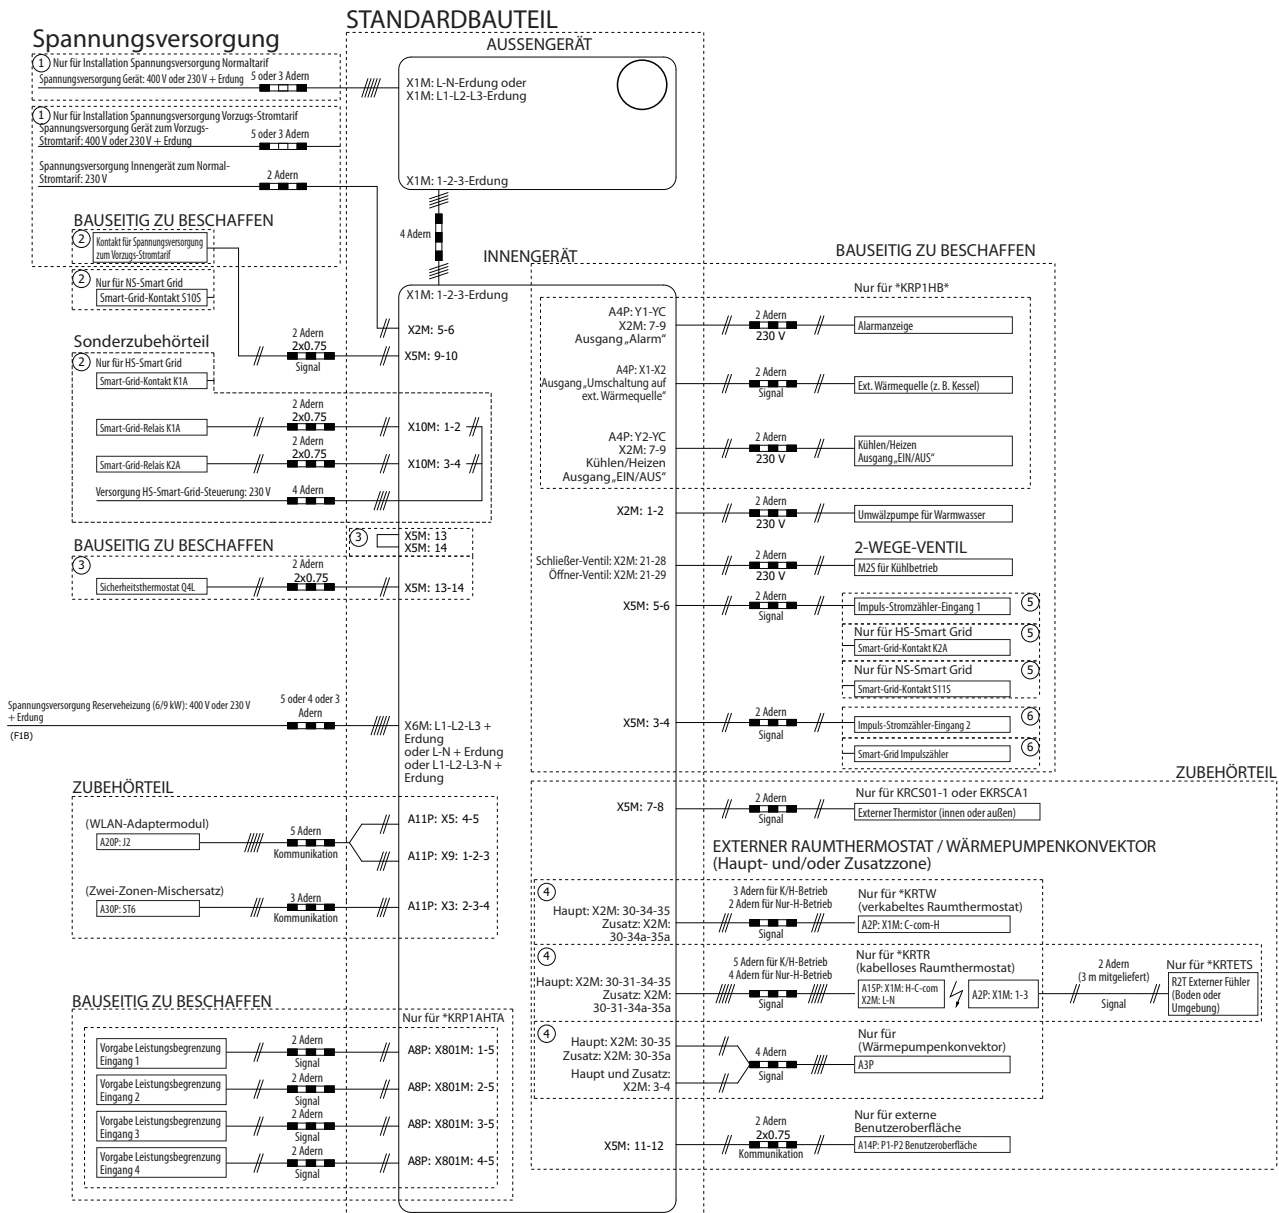 STANDARDBAUTEIL
Spannungsversorgung
AUSSENGERÄT
1 Nur für Installation Spannungsversorgung Normaltarif
Spannungsversorgung Gerät: 400 V oder 230 V + Erdung
5 oder 3 Adern
X1M: L-N-Erdung oder
X1M: L1-L2-L3-Erdung
1 Nur für Installation Spannungsversorgung Vorzugs-Stromtarif
Spannungsversorgung Gerät zum Vorzugs-
Stromtarif: 400 V oder 230 V + Erdung
5 oder 3 Adern
Spannungsversorgung Innengerät zum Normal-
Stromtarif: 230 V
2 Adern
X1M: 1-2-3-Erdung
BAUSEITIG ZU BESCHAFFEN
2 Kontakt für Spannungsversorgung
zum Vorzugs-Stromtarif
4 Adern
INNENGERÄT
2 Nur für NS-Smart Grid
Smart-Grid-Kontakt S10S
X1M: 1-2-3-Erdung
X2M: 5-6
Sonderzubehörteil
2 Adern
2x0.75
Signal
X5M: 9-10
2 Nur für HS-Smart Grid
Smart-Grid-Kontakt K1A
Smart-Grid-Relais K1A
2 Adern
2x0.75
X10M: 1-2
Smart-Grid-Relais K2A
2 Adern
2x0.75
X10M: 3-4
Versorgung HS-Smart-Grid-Steuerung: 230 V
4 Adern
3
X5M: 13
X5M: 14
BAUSEITIG ZU BESCHAFFEN
3
Sicherheitsthermostat Q4L
2 Adern
2x0.75
X5M: 13-14
Spannungsversorgung Reserveheizung (6/9 kW): 400 V oder 230 V
+ Erdung
(F1B)
5 oder 4 oder 3
Adern
X6M: L1-L2-L3 +
Erdung
oder L-N + Erdung
oder L1-L2-L3-N +
Erdung
ZUBEHÖRTEIL
(WLAN-Adaptermodul)
A20P: J2
5 Adern
Kommunikation
A11P: X5: 4-5
A11P: X9: 1-2-3
(Zwei-Zonen-Mischersatz)
A30P: ST6
3 Adern
Kommunikation
A11P: X3: 2-3-4
BAUSEITIG ZU BESCHAFFEN
Nur für *KRP1AHTA
Vorgabe Leistungsbegrenzung
Eingang 1
2 Adern
Signal
A8P: X801M: 1-5
Vorgabe Leistungsbegrenzung
Eingang 2
2 Adern
Signal
A8P: X801M: 2-5
Vorgabe Leistungsbegrenzung
Eingang 3
2 Adern
Signal
A8P: X801M: 3-5
Vorgabe Leistungsbegrenzung
Eingang 4
2 Adern
Signal
A8P: X801M: 4-5
BAUSEITIG ZU BESCHAFFEN
Nur für *KRP1HB*
A4P: Y1-YC
X2M: 7-9
Ausgang „Alarm“
2 Adern
230 V
Alarmanzeige
A4P: X1-X2
Ausgang „Umschaltung auf
ext. Wärmequelle“
2 Adern
Signal
Ext. Wärmequelle (z. B. Kessel)
A4P: Y2-YC
X2M: 7-9
Kühlen/Heizen
Ausgang „EIN/AUS“
2 Adern
230 V
Kühlen/Heizen
Ausgang „EIN/AUS“
X2M: 1-2
2 Adern
230 V
Umwälzpumpe für Warmwasser
2-WEGE-VENTIL
Schließer-Ventil: X2M: 21-28
Öffner-Ventil: X2M: 21-29
2 Adern
230 V
M2S für Kühlbetrieb
X5M: 5-6
2 Adern
Signal
Impuls-Stromzähler-Eingang 1
5
Nur für HS-Smart Grid
5
Smart-Grid-Kontakt K2A
Nur für NS-Smart Grid
5
Smart-Grid-Kontakt S11S
X5M: 3-4
2 Adern
Signal
Impuls-Stromzähler-Eingang 2
6
Smart-Grid Impulszähler
6
ZUBEHÖRTEIL
X5M: 7-8
2 Adern
Signal
Nur für KRCS01-1 oder EKRSCA1
Externer Thermistor (innen oder außen)
EXTERNER RAUMTHERMOSTAT / WÄRMEPUMPENKONVEKTOR
(Haupt- und/oder Zusatzzone)
4
Haupt: X2M: 30-34-35
Zusatz: X2M:
30-34a-35a
3 Adern für K/H-Betrieb
2 Adern für Nur-H-Betrieb
Signal
Nur für *KRTW
(verkabeltes Raumthermostat)
A2P: X1M: C-com-H
4
Haupt: X2M: 30-31-34-35
Zusatz: X2M:
30-31-34a-35a
5 Adern für K/H-Betrieb
4 Adern für Nur-H-Betrieb
Signal
Nur für *KRTR
(kabelloses Raumthermostat)
A15P: X1M: H-C-com
X2M: L-N
A2P: X1M: 1-3
2 Adern
(3 m mitgeliefert)
Signal
Nur für *KRTETS
R2T Externer Fühler
(Boden oder
Umgebung)
4
Haupt: X2M: 30-35
Zusatz: X2M: 30-35a
Haupt und Zusatz:
X2M: 3-4
4 Adern
Signal
Nur für
(Wärmepumpenkonvektor)
A3P
X5M: 11-12
2 Adern
2x0.75
Kommunikation
Nur für externe
Benutzeroberfläche
A14P: P1-P2 Benutzeroberfläche